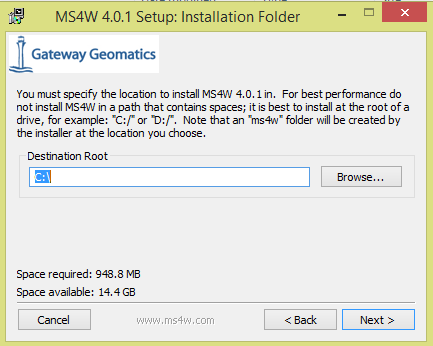 MS4W 4.0.1 Setup: Installation Folder
Gateway Geomatics
You must specify the location to install MS4W 4.0.1 in. For best performance do
not install MS4W in a path that contains spaces; it is best to install at the root of a
drive, for example: "C:/" or "D:/". Note that an "ms4w" folder will be created by
the installer at the location you choose.
Destination Root
C:\
Browse...
Space required: 948.8 MB
Space available: 14.4 GB
Cancel
www.ms4w.com
< Back
Next >